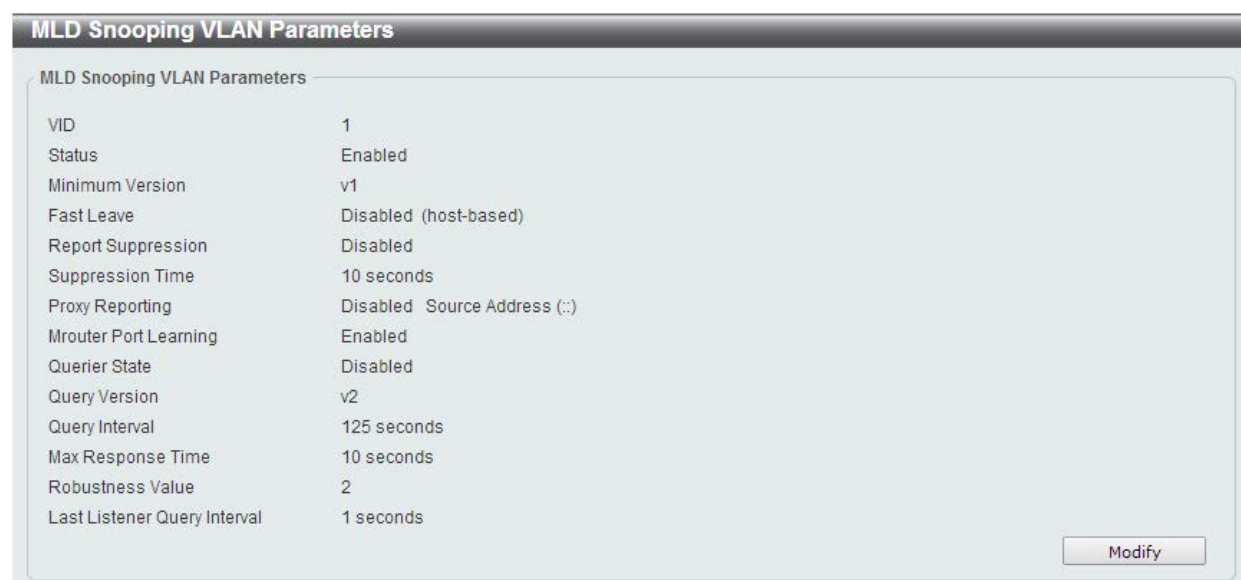 MLD Snooping VLAN Parameters
MLD Snooping VLAN Parameters
VID 1
Status Enabled
Minimum Version v1
Fast Leave Disabled (host-based)
Report Suppression Disabled
Suppression Time 10 seconds
Proxy Reporting Disabled Source Address (::)
Mrouter Port Learning Enabled
Querier State Disabled
Query Version v2
Query Interval 125 seconds
Max Response Time 10 seconds
Robustness Value 2
Last Listener Query Interval 1 seconds
Modify